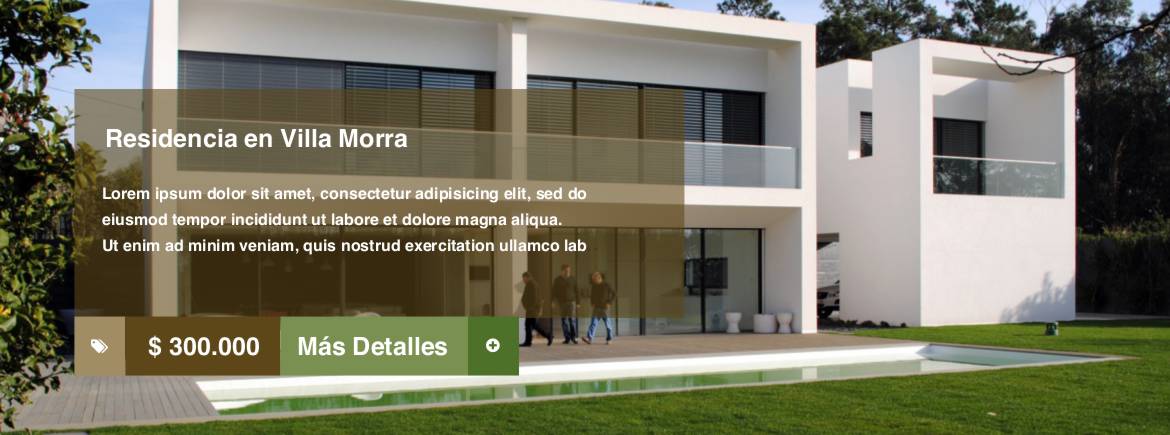 Residencia en Villa Morra
Lorem ipsum dolor sit amet, consectetur adipisicing elit, sed do
eiusmod tempor incididunt ut labore et dolore magna aliqua.
Ut enim ad minim veniam, quis nostrud exercitation ullamco lab
$ 300.000 Más Detalles